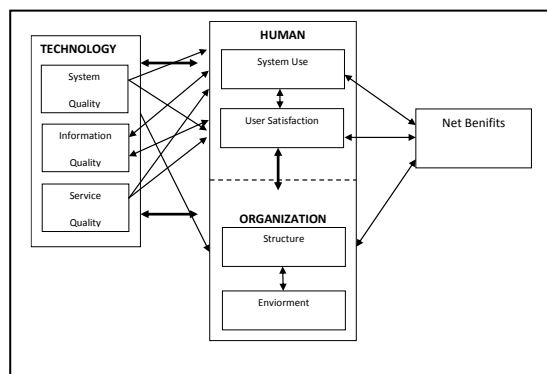 TECHNOLOGY
System
Quality
Information
Quality
Service
Quality
HUMAN
System Use
User Satisfaction
ORGANIZATION
Structure
Enviorment
Net Benifits